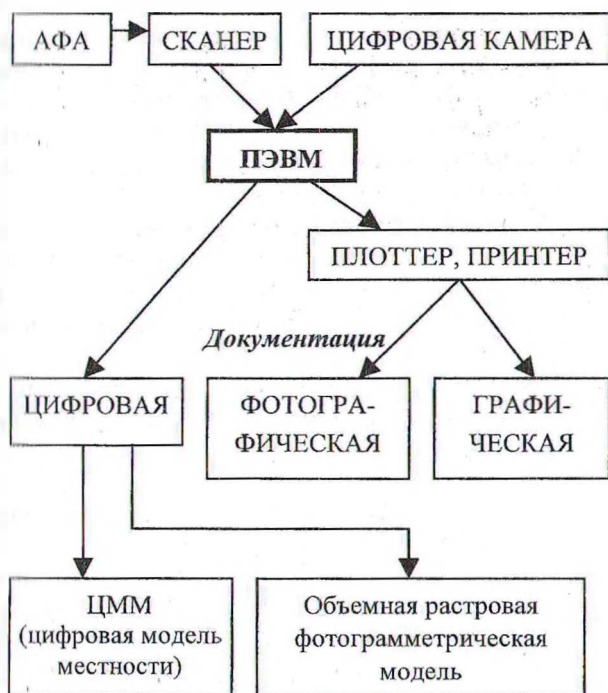 АФА
СКАНЕР
ЦИФРОВАЯ КАМЕРА
ПЭВМ
ПЛОТТЕР, ПРИНТЕР
Документация
ЦИФРОВАЯ
ФОТОГРА-
ФИЧЕСКАЯ
ГРАФИ-
ЧЕСКАЯ
ЦММ
(цифровая модель
местности)
Объемная растровая
фотограмметрическая
модель